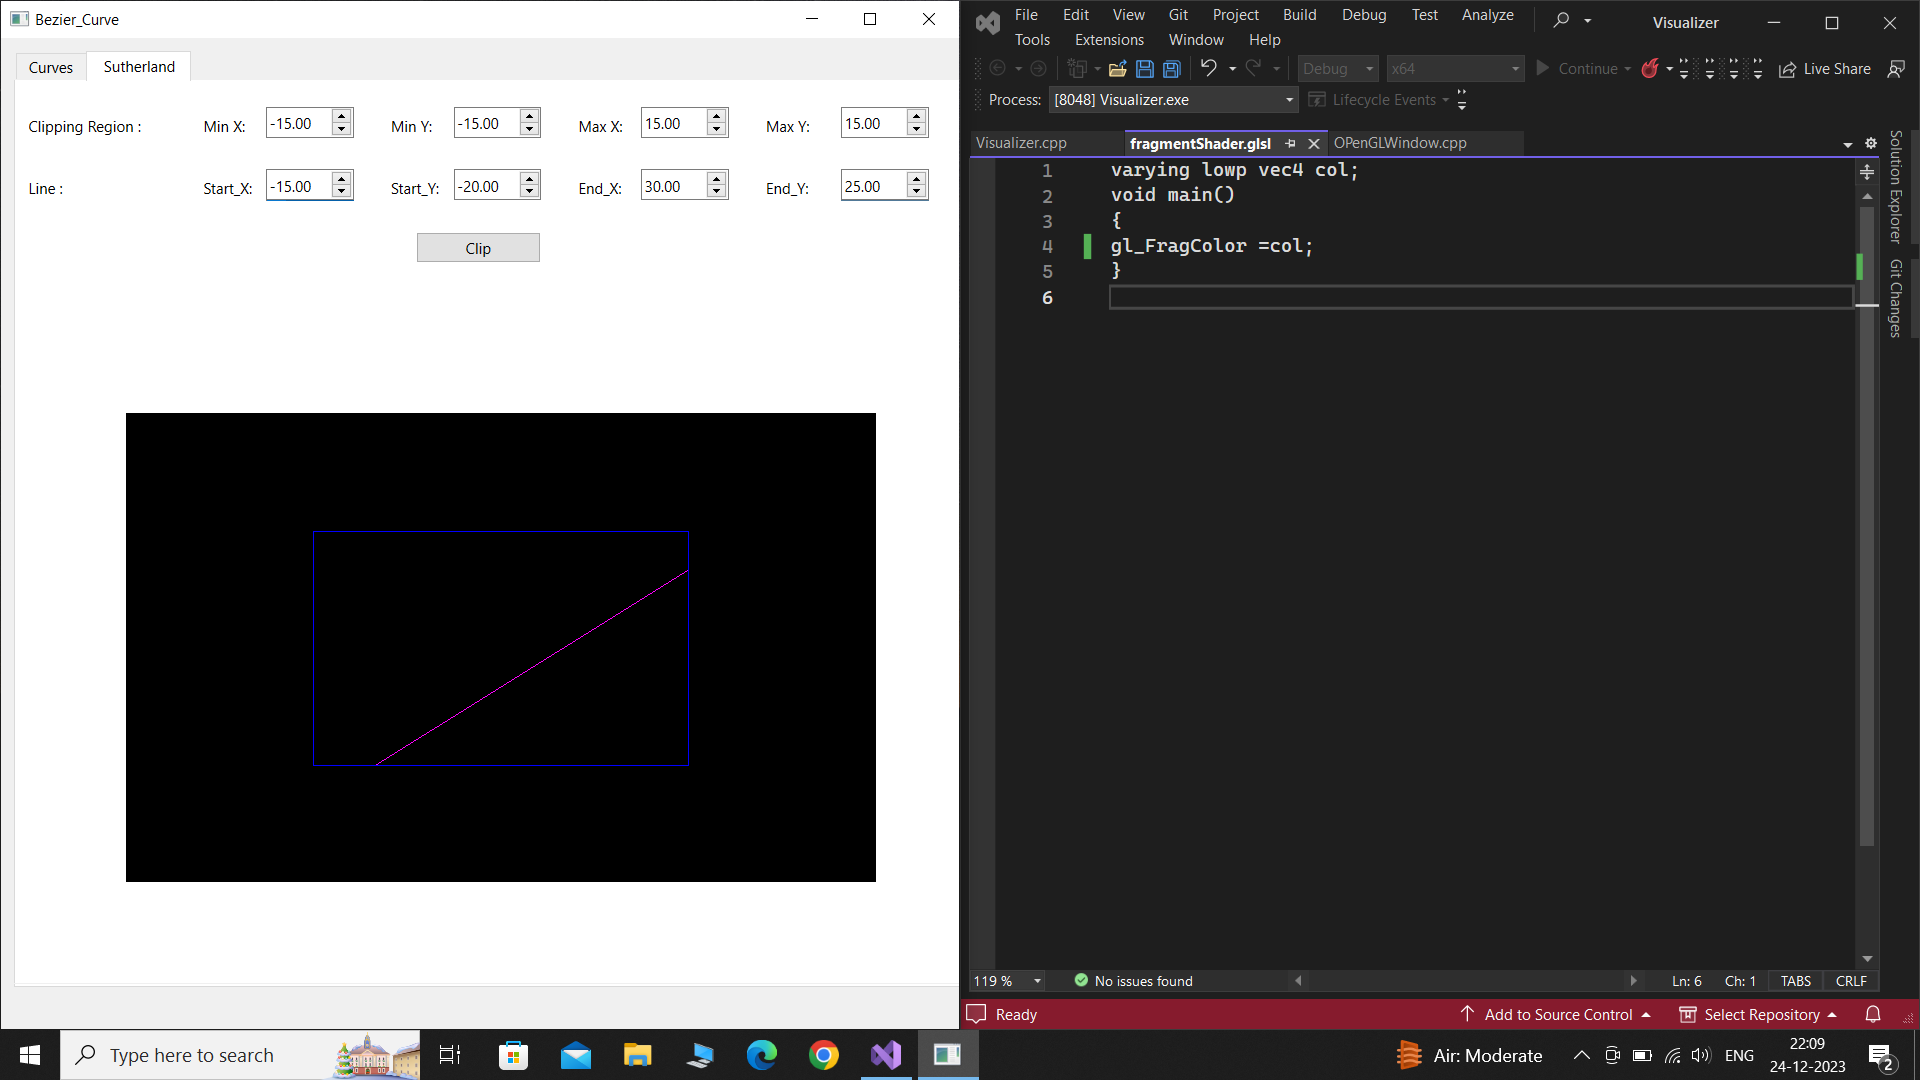 Bezier_Curve
Curves
Sutherland
Clipping Region : Min X: -15.00 Min Y: -15.00 Max X: 15.00 Max Y: 15.00
Line : Start_X: -15.00 Start_Y: -20.00 End_X: 30.00 End_Y: 25.00
Clip
File Edit View Git Project Build Debug Test Analyze
Tools Extensions Window Help
Visualizer
Debug x64 Continue Live Share
Process: [8048] Visualizer.exe Lifecycle Events
Visualizer.cpp fragmentShader.glsl OPenGLWindow.cpp
1 varying lowp vec4 col;
2 void main()
3 {
4 gl_FragColor =col;
5 }
6
Solution Explorer
Git Changes
119 % No issues found Ln: 6 Ch: 1 TABS CRLF
Ready Add to Source Control Select Repository
Type here to search
Air: Moderate ENG 22:09
24-12-2023
2